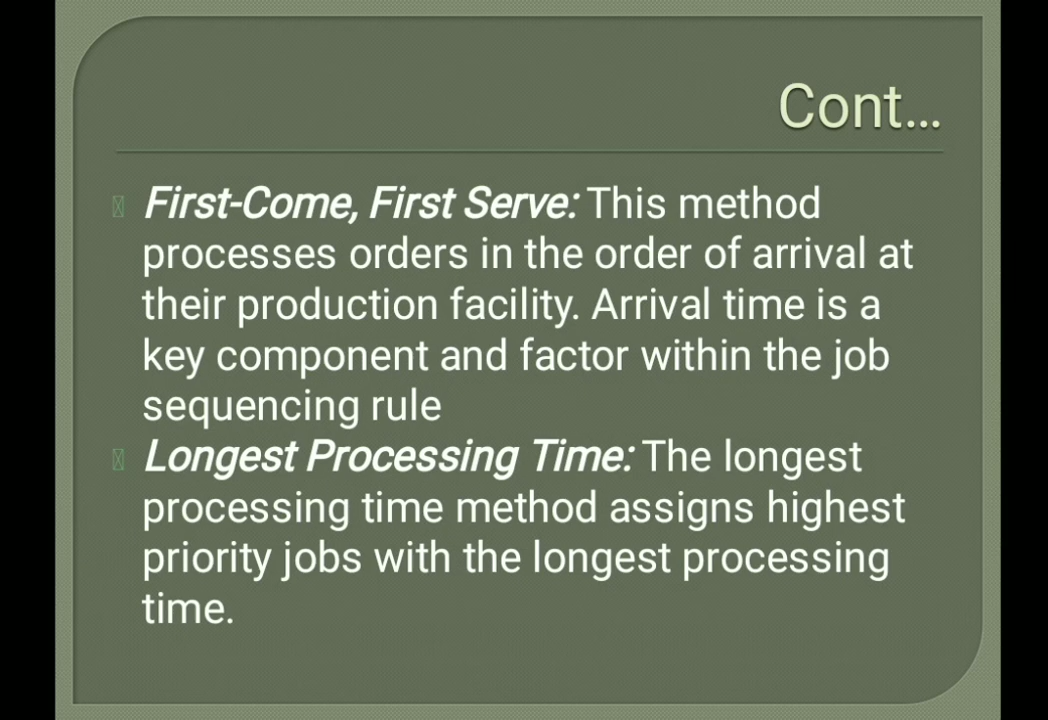 Cont...
First-Come, First Serve: This method
processes orders in the order of arrival at
their production facility. Arrival time is a
key component and factor within the job
sequencing rule
Longest Processing Time: The longest
processing time method assigns highest
priority jobs with the longest processing
time.